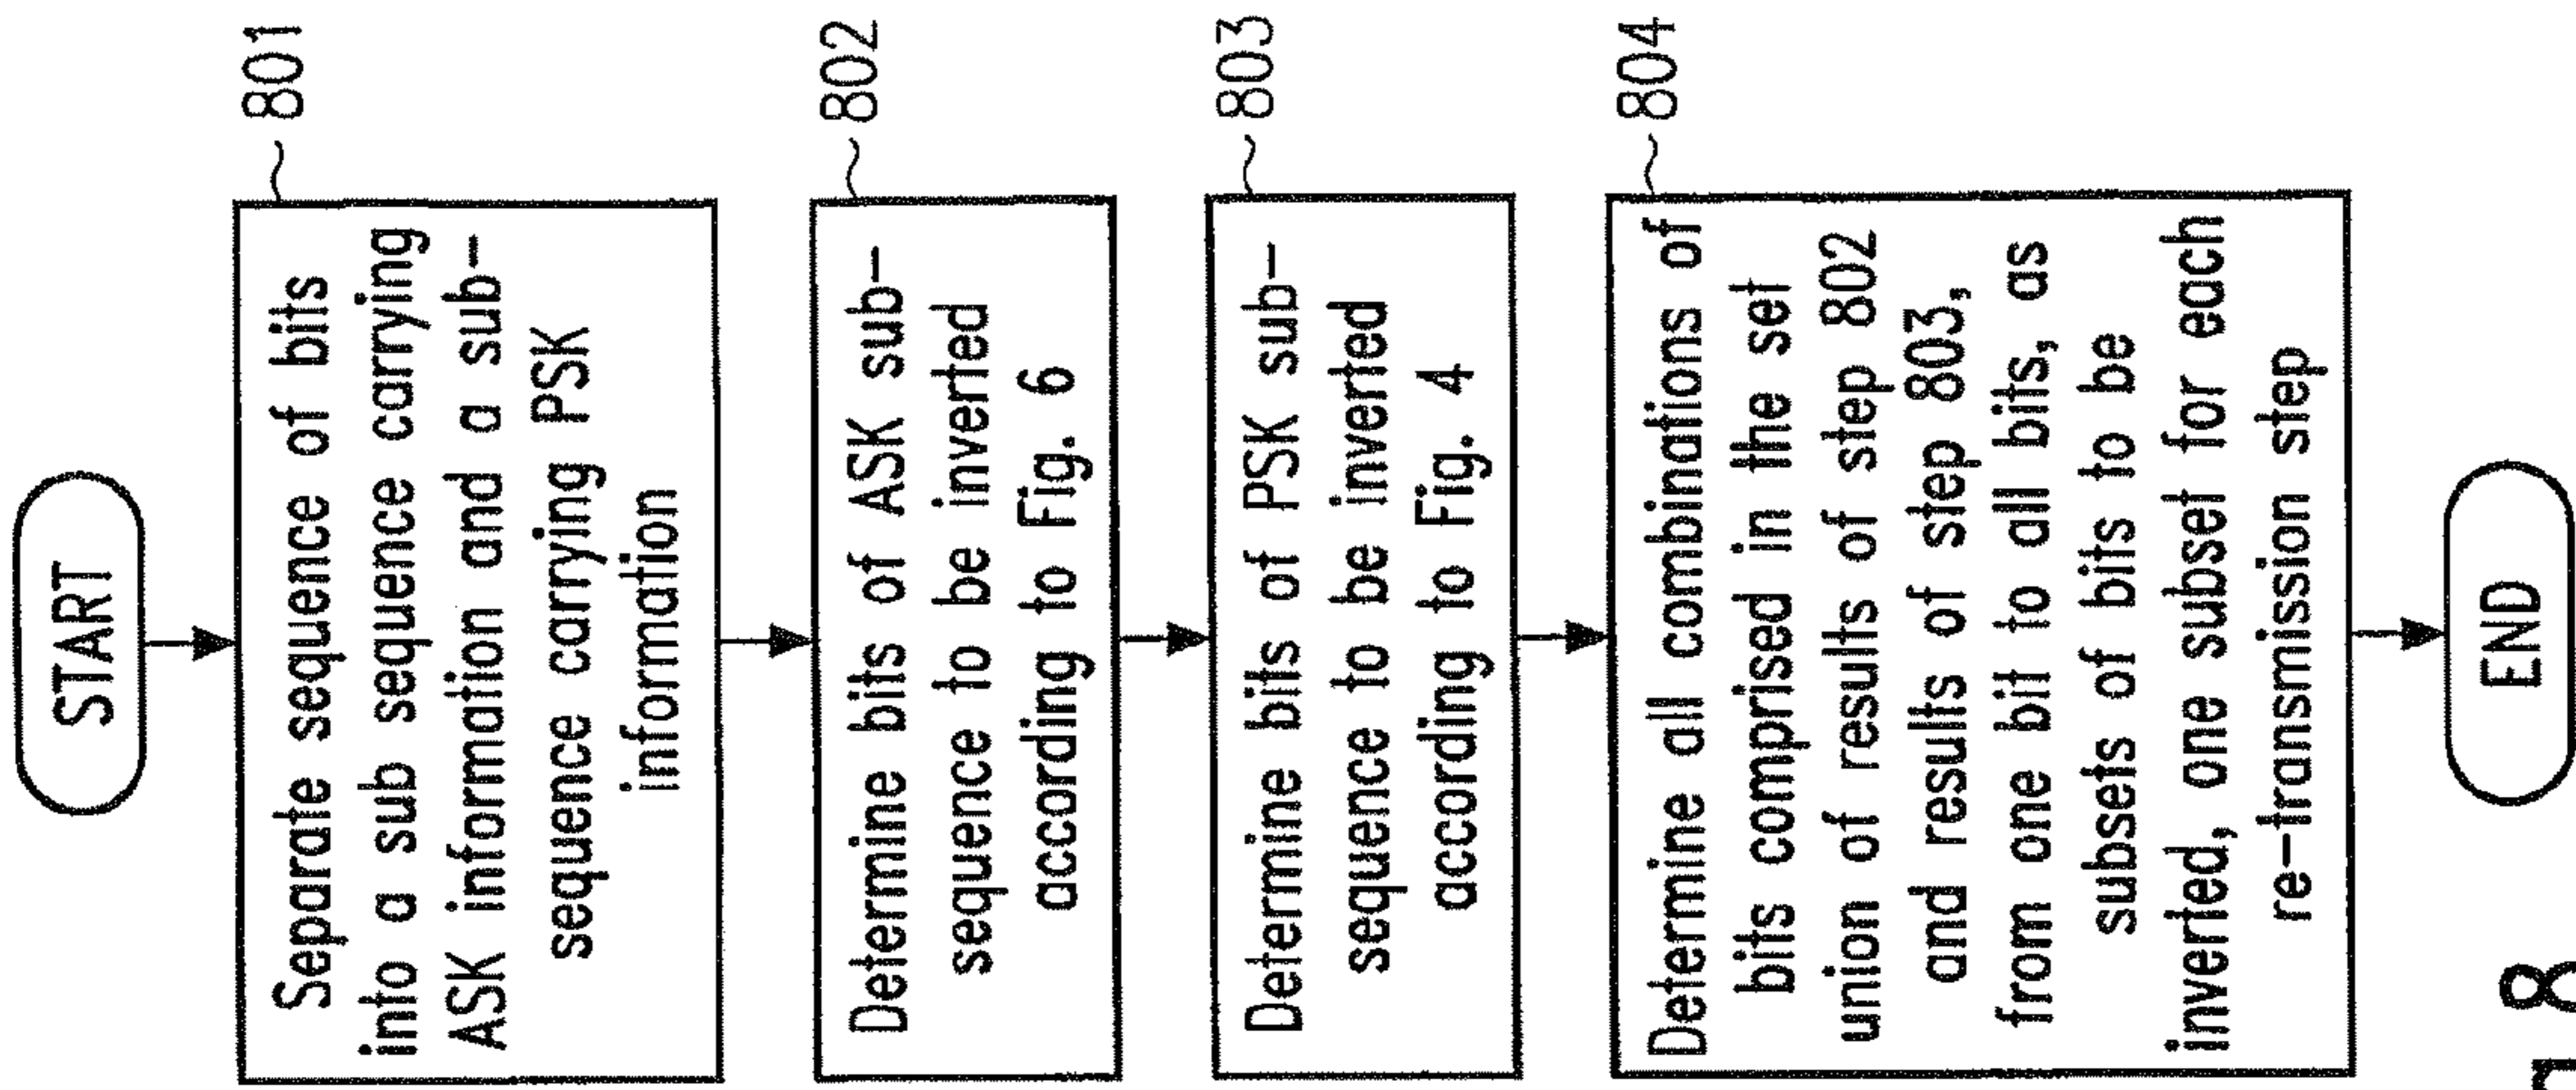 START
801
Separate sequence of bits
into a sub sequence carrying
ASK information and a sub-
sequence carrying PSK
information
802
Determine bits of ASK sub-
sequence to be inverted
according to Fig. 6
803
Determine bits of PSK sub-
sequence to be inverted
according to Fig. 4
804
Determine all combinations of
bits comprised in the set
union of results of step 802
and results of step 803,
from one bit to all bits, as
subsets of bits to be
inverted, one subset for each
re-transmission step
END
8